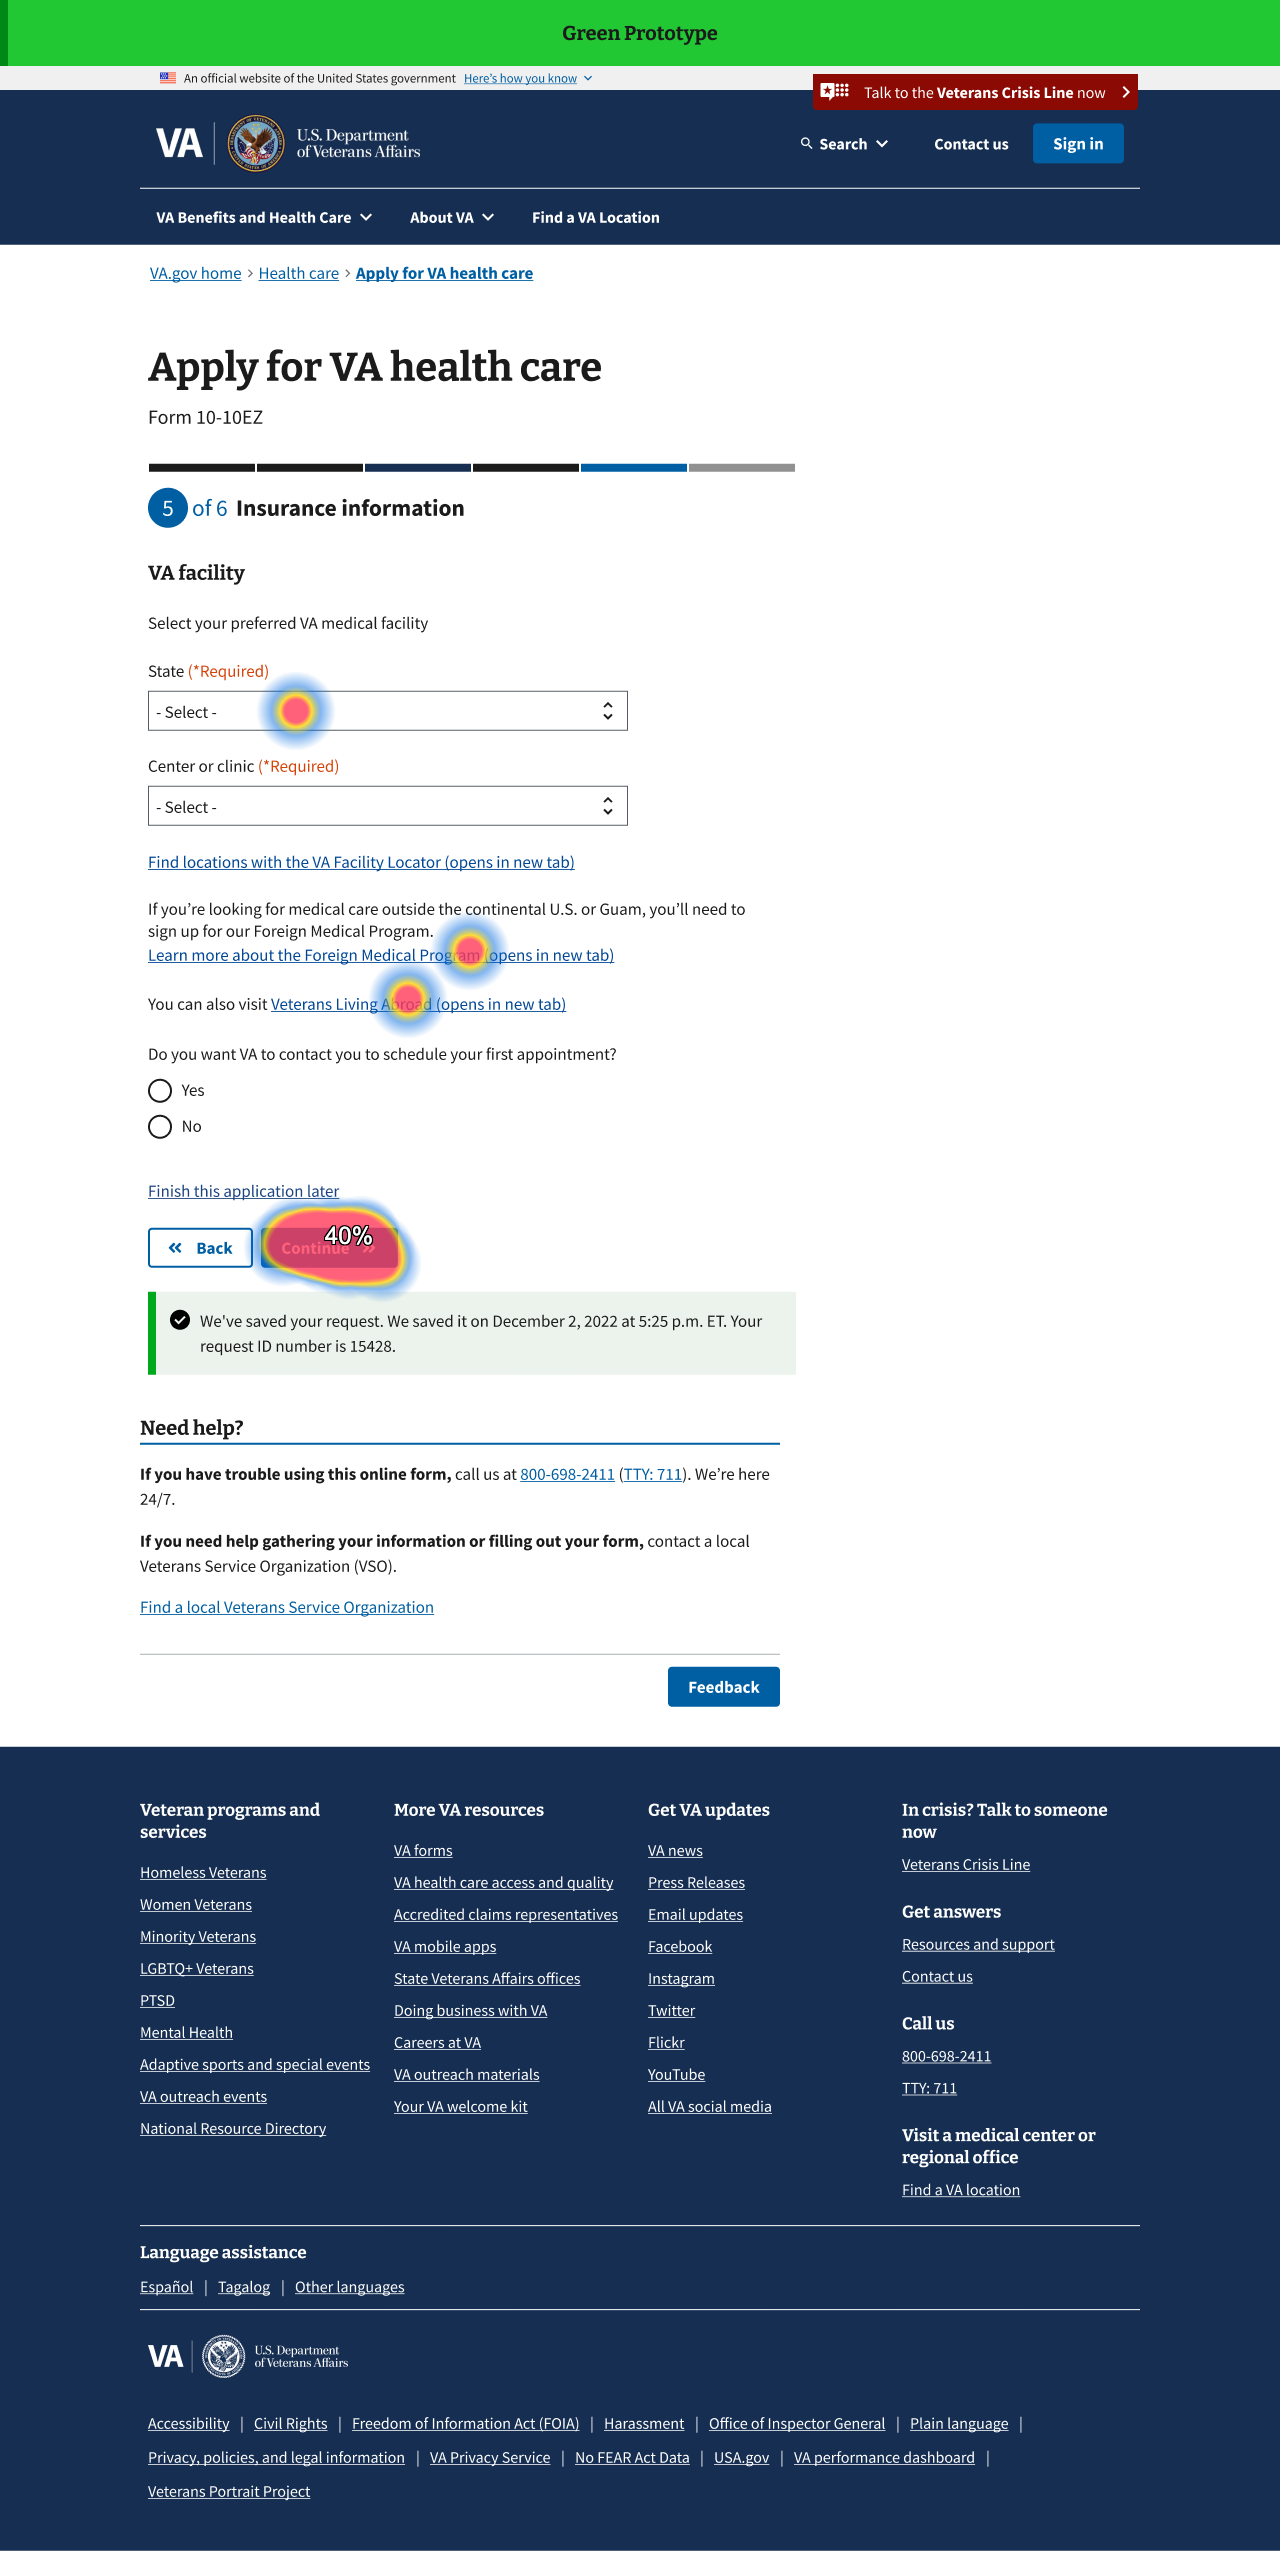 Green Prototype
An official website of the United States government Here's how you know
Talk to the Veterans Crisis Line now
VA U.S. Department of Veterans Affairs
Search Contact us Sign in
VA Benefits and Health Care About VA Find a VA Location
VA.gov home > Health care > Apply for VA health care
Apply for VA health care
Form 10-10EZ
5 of 6 Insurance information
VA facility
Select your preferred VA medical facility
State (*Required)
- Select -
Center or clinic (*Required)
- Select -
Find locations with the VA Facility Locator (opens in new tab)
If you’re looking for medical care outside the continental U.S. or Guam, you’ll need to
sign up for our Foreign Medical Program.
Learn more about the Foreign Medical Program (opens in new tab)
You can also visit Veterans Living Abroad (opens in new tab)
Do you want VA to contact you to schedule your first appointment?
Yes
No
Finish this application later
Back Continue 40%
We've saved your request. We saved it on December 2, 2022 at 5:25 p.m. ET. Your
request ID number is 15428.
Need help?
If you have trouble using this online form, call us at 800-698-2411 (TTY: 711). We’re here
24/7.
If you need help gathering your information or filling out your form, contact a local
Veterans Service Organization (VSO).
Find a local Veterans Service Organization
Feedback
Veteran programs and
services
Homeless Veterans
Women Veterans
Minority Veterans
LGBTQ+ Veterans
PTSD
Mental Health
Adaptive sports and special events
VA outreach events
National Resource Directory
More VA resources
VA forms
VA health care access and quality
Accredited claims representatives
VA mobile apps
State Veterans Affairs offices
Doing business with VA
Careers at VA
VA outreach materials
Your VA welcome kit
Get VA updates
VA news
Press Releases
Email updates
Facebook
Instagram
Twitter
Flickr
YouTube
All VA social media
In crisis? Talk to someone
now
Veterans Crisis Line
Get answers
Resources and support
Contact us
Call us
800-698-2411
TTY: 711
Visit a medical center or
regional office
Find a VA location
Language assistance
Español | Tagalog | Other languages
VA U.S. Department of Veterans Affairs
Accessibility | Civil Rights | Freedom of Information Act (FOIA) | Harassment | Office of Inspector General | Plain language |
Privacy, policies, and legal information | VA Privacy Service | No FEAR Act Data | USA.gov | VA performance dashboard |
Veterans Portrait Project